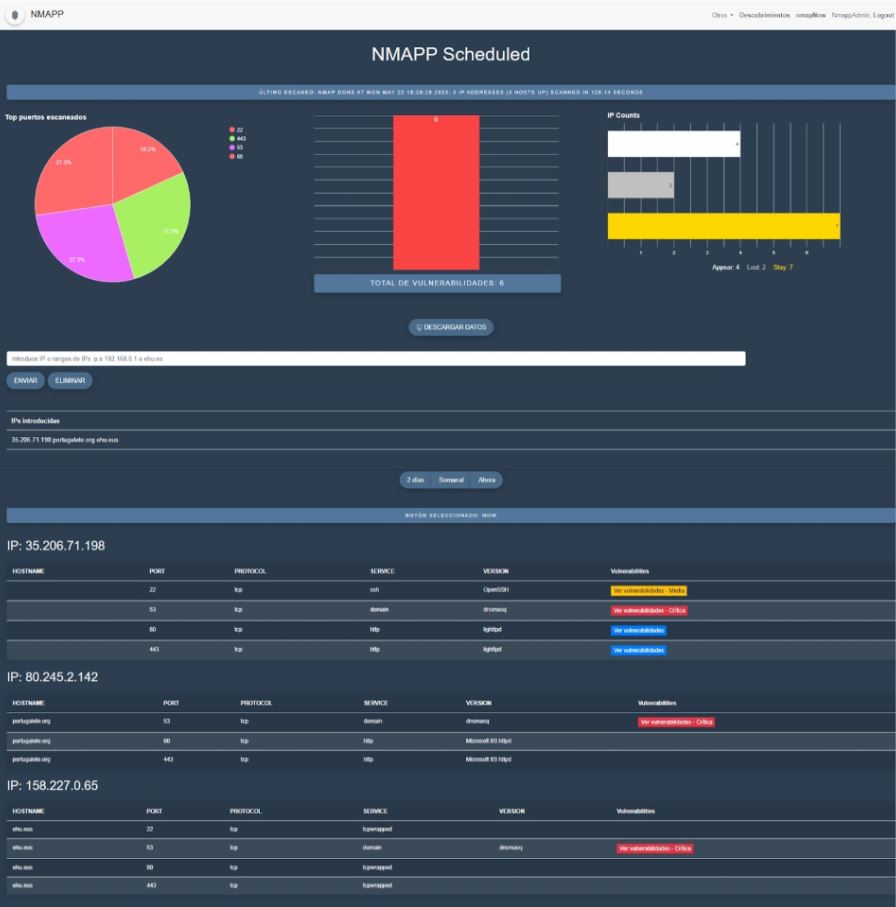 NMAPP
Otros Descubrimientos nmapNow NmappAdmin, Logout
NMAPP Scheduled
ÚLTIMO ESCANEO: NMAP DONE AT MON MAY 22 2023; 3 IP ADDRESSES (3 HOSTS UP) SCANNED IN 125.14 SECONDS
Top puertos escaneados
22
443
53
80
18.2%
27.3%
27.3%
27.3%
6
TOTAL DE VULNERABILIDADES: 6
IP Counts
4
2
7
1 2 3 4 5 6
Appear: 4 Lost: 2 Stay: 7
DESCARGAR DATOS
Introduce IP o rangos de IPs. p.e 192.168.0.1 o ehu.es
ENVIAR ELIMINAR
IPs introducidas
35.206.71.198 portugalete.org ehu.eus
2 días Semanal Ahora
BOTÓN SELECCIONADO: NOW
IP: 35.206.71.198
HOSTNAME PORT PROTOCOL SERVICE VERSION Vulnerabilities
22 tcp ssh OpenSSH Ver vulnerabilidades - Media
53 tcp domain dnsmasq Ver vulnerabilidades - Crítica
80 tcp http lighttpd Ver vulnerabilidades
443 tcp http lighttpd Ver vulnerabilidades
IP: 80.245.2.142
HOSTNAME PORT PROTOCOL SERVICE VERSION Vulnerabilities
portugalete.org 53 tcp domain dnsmasq Ver vulnerabilidades - Crítica
portugalete.org 80 tcp http Microsoft IIS httpd
portugalete.org 443 tcp http Microsoft IIS httpd
IP: 158.227.0.65
HOSTNAME PORT PROTOCOL SERVICE VERSION Vulnerabilities
ehu.eus 22 tcp tcpwrapped
ehu.eus 53 tcp domain dnsmasq Ver vulnerabilidades - Crítica
ehu.eus 80 tcp tcpwrapped
ehu.eus 443 tcp tcpwrapped